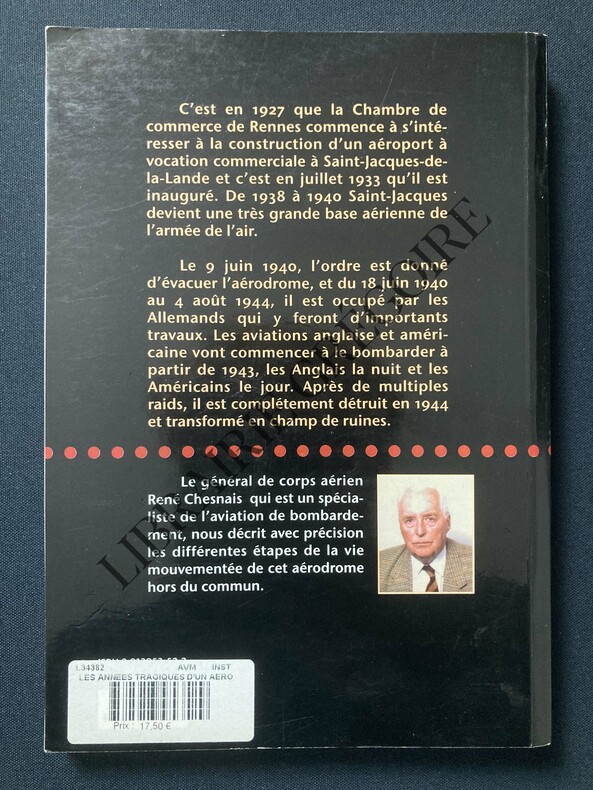 C'est en 1927 que la Chambre de
commerce de Rennes commence à s'inté-
resser à la construction d'un aéroport à
vocation commerciale à Saint-Jacques-de-
la-Lande et c'est en juillet 1933 qu'il est
inauguré. De 1938 à 1940 Saint-Jacques
devient une très grande base aérienne de
l'armée de l'air.
Le 9 juin 1940, l'ordre est donné
d'évacuer l'aérodrome, et du 18 juin 1940
au 4 août 1944, il est occupé par les
Allemands qui y feront d'importants
travaux. Les aviations anglaise et améri-
caine vont commencer à le bombarder à
partir de 1943, les Anglais la nuit et les
Américains le jour. Après de multiples
raids, il est complétement détruit en 1944
et transformé en champ de ruines.
Le général de corps aérien
René Chesnais qui est un spécia-
liste de l'aviation de bombarde-
ment, nous décrit avec précision
les différentes étapes de la vie
mouvementée de cet aérodrome
hors du commun.
LIBRAIRIE GREGOIRE
L34382 AVM INST
LES ANNEES TRAGIQUES D'UN AERO
Prix : 17,50 €